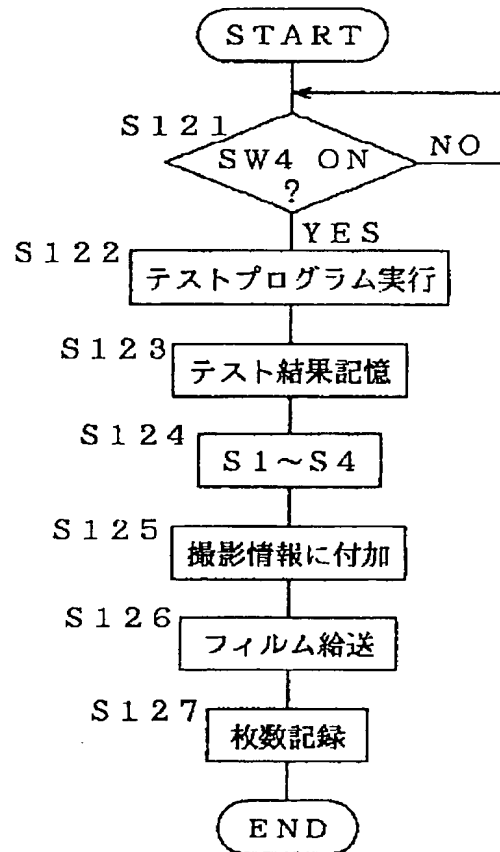 START
S121
SW4 ON
?
NO
YES
S122
テストプログラム実行
S123
テスト結果記憶
S124
S1～S4
S125
撮影情報に付加
S126
フィルム給送
S127
枚数記録
END